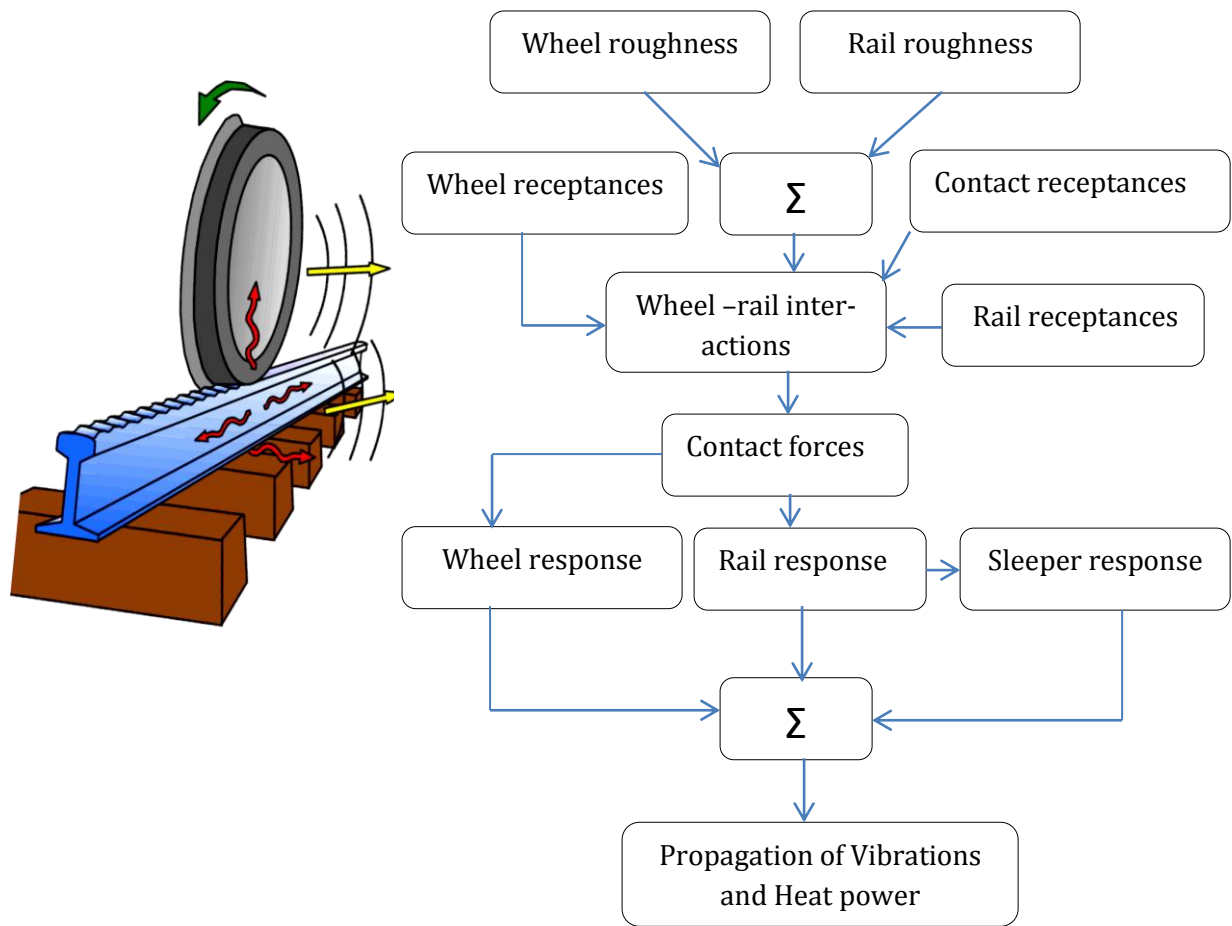 Wheel roughness
Rail roughness
Wheel receptances
Σ
Contact receptances
Wheel –rail inter-
actions
Rail receptances
Contact forces
Wheel response
Rail response
Sleeper response
Σ
Propagation of Vibrations
and Heat power